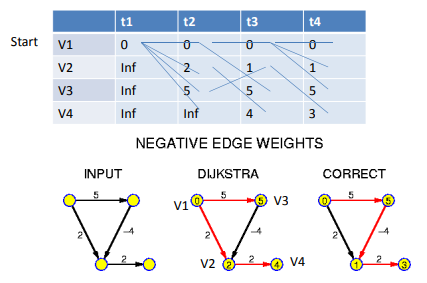 t1 t2 t3 t4
Start V1 0 0 0 0
V2 Inf 2 1 1
V3 Inf 5 5 5
V4 Inf Inf 4 3
NEGATIVE EDGE WEIGHTS
INPUT DIJKSTRA CORRECT
5 V1 0 5 5 V3 0 5 5
2 -4 2 -4 2 -4
2 V2 2 2 4 V4 1 2 3